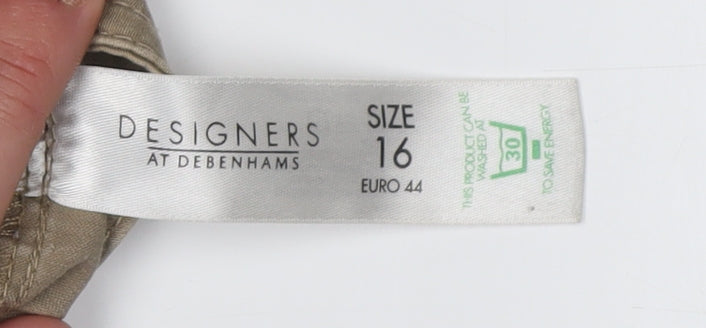 DESIGNERS
AT DEBENHAMS
SIZE
16
EURO 44
THIS PRODUCT CAN BE
WASHED AT
30
TO SAVE ENERGY